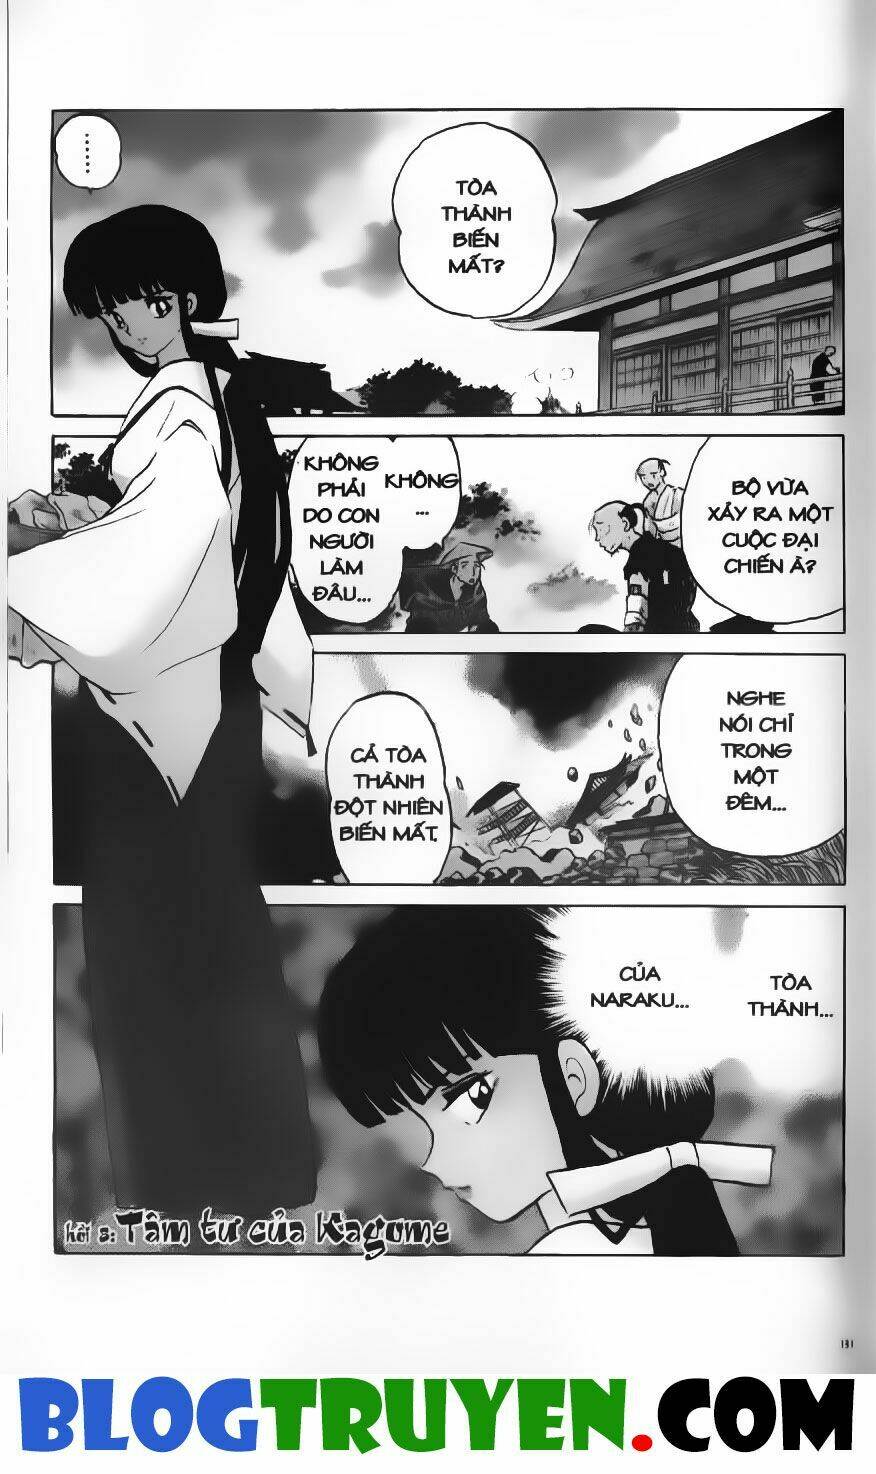 TÒA
THÀNH
BIẾN
MẤT?
......
BỘ VỪA
XẢY RA MỘT
CUỘC ĐẠI
CHIẾN À?
KHÔNG
...
KHÔNG
PHẢI
DO CON
NGƯỜI
LÀM
ĐÂU...
NGHE
NÓI CHỈ
TRONG
MỘT
ĐÊM...
CẢ TÒA
THÀNH
ĐỘT NHIÊN
BIẾN MẤT.
TÒA
THÀNH...
CỦA
NARAKU...
hồi 8: Tâm tư của Kagome
131
BLOGTRUYEN.COM